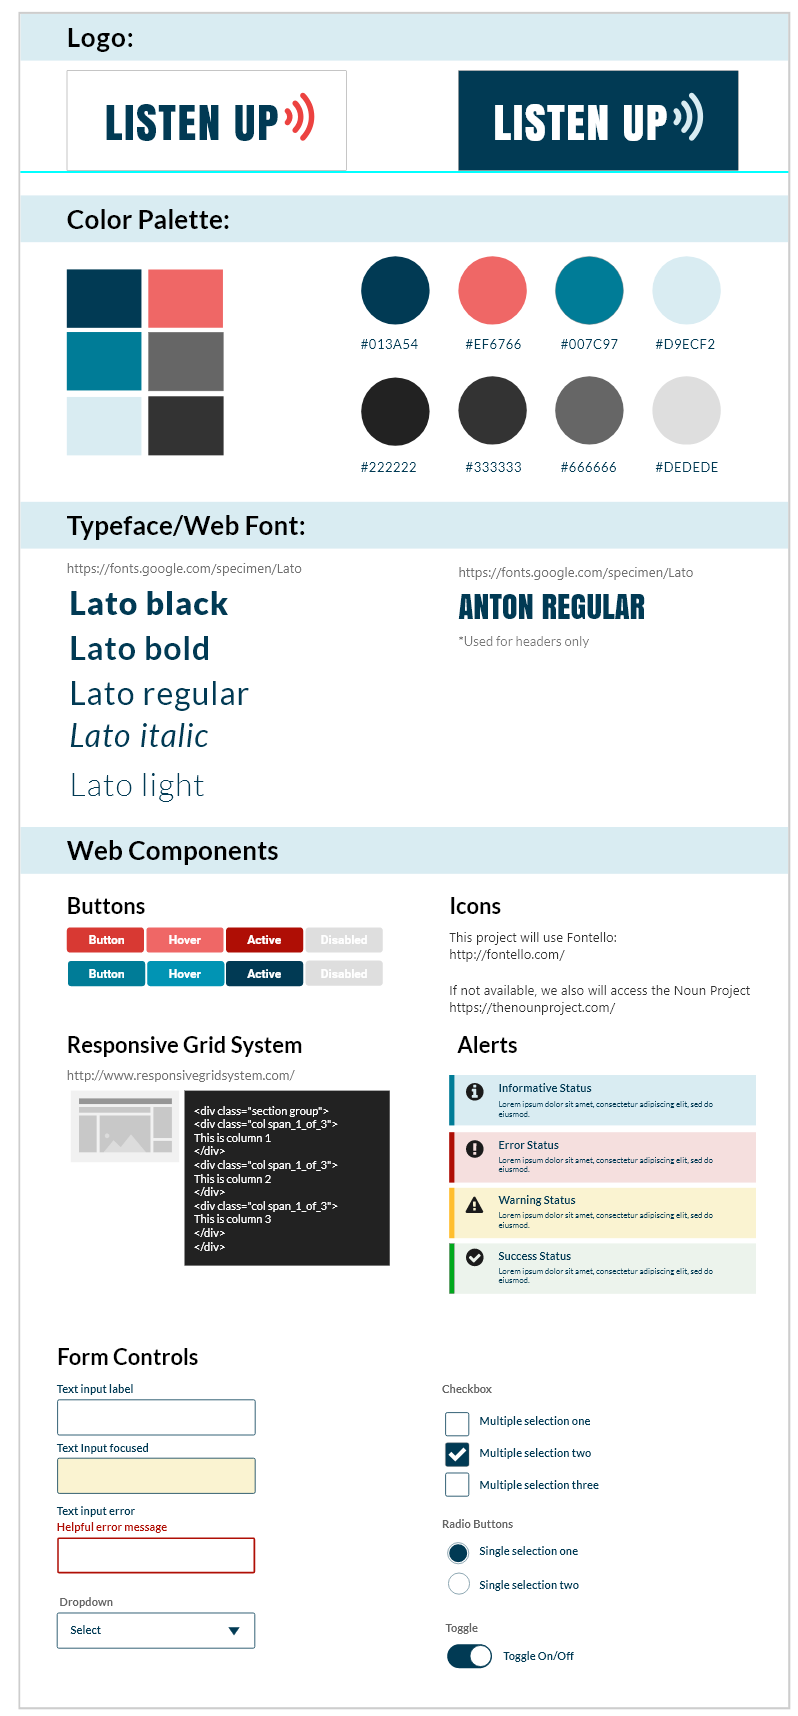 Logo:
LISTEN UP
LISTEN UP
Color Palette:
#013A54
#EF6766
#007C97
#D9ECF2
#222222
#333333
#666666
#DEDEDE
Typeface/Web Font:
https://fonts.google.com/specimen/Lato
Lato black
Lato bold
Lato regular
Lato italic
Lato light
https://fonts.google.com/specimen/Lato
ANTON REGULAR
*Used for headers only
Web Components
Buttons
Button
Hover
Active
Disabled
Button
Hover
Active
Disabled
Icons
This project will use Fontello:
http://fontello.com/
If not available, we also will access the Noun Project
https://thenounproject.com/
Responsive Grid System
http://www.responsivegridsystem.com/
<div class="section group">
<div class="col span_1_of_3">
This is column 1
</div>
<div class="col span_1_of_3">
This is column 2
</div>
<div class="col span_1_of_3">
This is column 3
</div>
</div>
Alerts
Informative Status
Lorem ipsum dolor sit amet, consectetur adipiscing elit, sed do
eiusmod.
Error Status
Lorem ipsum dolor sit amet, consectetur adipiscing elit, sed do
eiusmod.
Warning Status
Lorem ipsum dolor sit amet, consectetur adipiscing elit, sed do
eiusmod.
Success Status
Lorem ipsum dolor sit amet, consectetur adipiscing elit, sed do
eiusmod.
Form Controls
Text input label
Text Input focused
Text input error
Helpful error message
Dropdown
Select
Checkbox
Multiple selection one
Multiple selection two
Multiple selection three
Radio Buttons
Single selection one
Single selection two
Toggle
Toggle On/Off